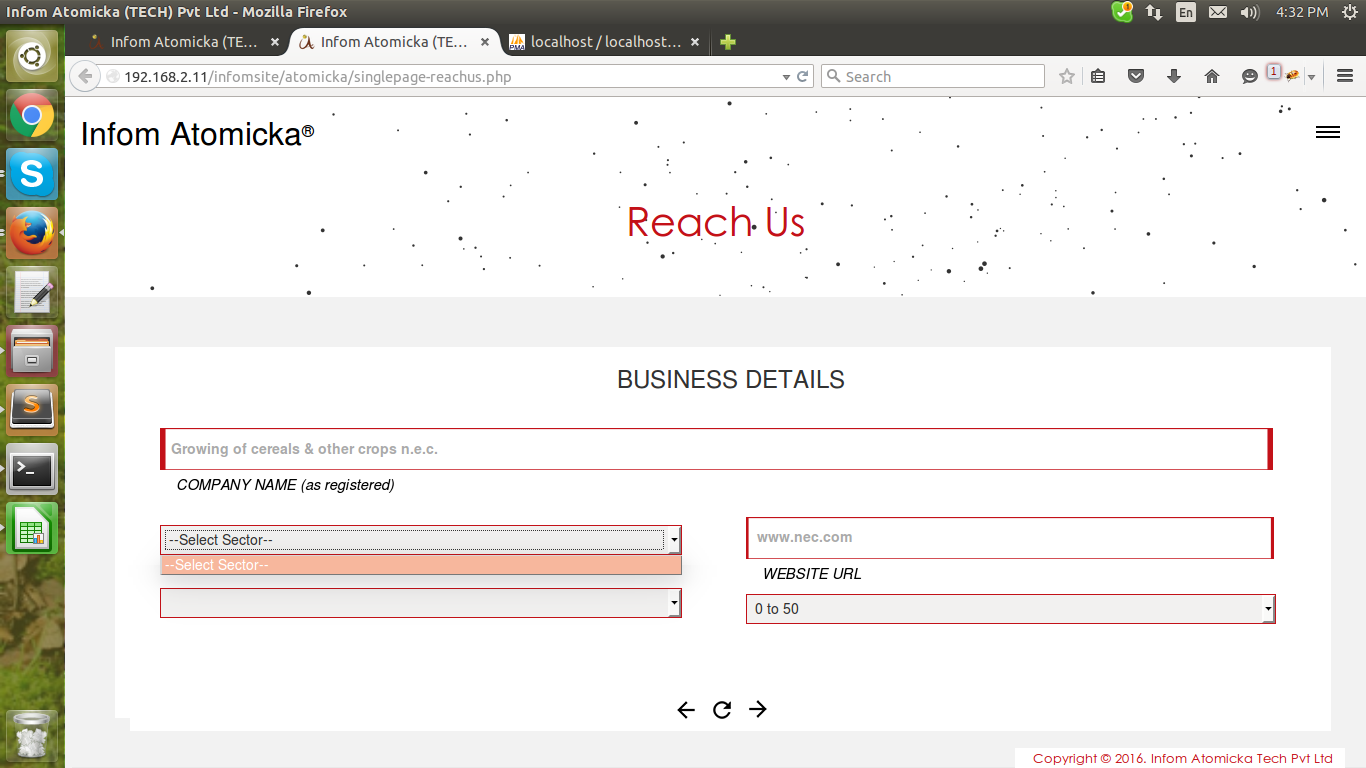 Infom Atomicka (TECH) Pvt Ltd - Mozilla Firefox
1
En
4:32 PM
Infom Atomicka (TE...
Infom Atomicka (TE...
PMA
localhost / localhost...
192.168.2.11/infomsite/atomicka/singlepage-reachus.php
Search
1
Infom Atomicka®
Reach Us
BUSINESS DETAILS
Growing of cereals & other crops n.e.c.
COMPANY NAME (as registered)
--Select Sector--
--Select Sector--
www.nec.com
WEBSITE URL
0 to 50
Copyright © 2016. Infom Atomicka Tech Pvt Ltd